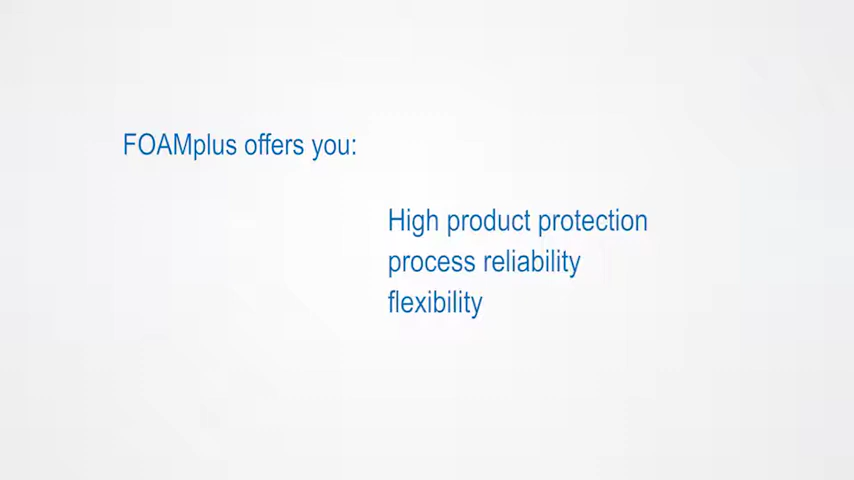 FOAMplus offers you:
High product protection
process reliability
flexibility